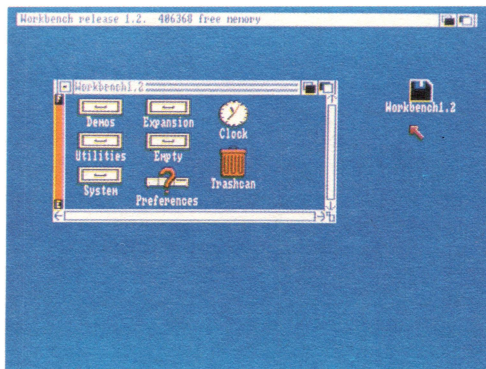 Workbench release 1.2. 406368 free memory
Workbench1.2
Demos
Expansion
Clock
Utilities
Empty
Trashcan
System
Preferences
F
E
Workbench1.2